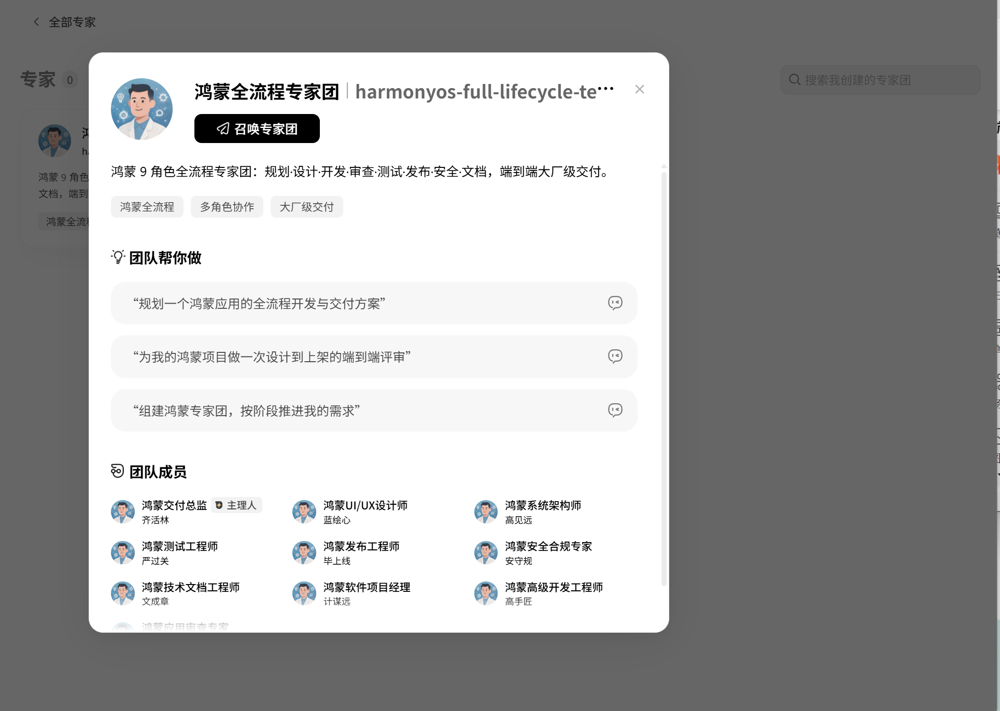 全部专家
专家 0
搜索我创建的专家团
鸿蒙 9 角色
文档，端到
鸿蒙全流
鸿蒙全流程专家团 harmonyos-full-lifecycle-te···
召唤专家团
鸿蒙 9 角色全流程专家团：规划·设计·开发·审查·测试·发布·安全·文档，端到端大厂级交付。
鸿蒙全流程 多角色协作 大厂级交付
团队帮你做
“规划一个鸿蒙应用的全流程开发与交付方案”
“为我的鸿蒙项目做一次设计到上架的端到端评审”
“组建鸿蒙专家团，按阶段推进我的需求”
团队成员
鸿蒙交付总监 主理人
齐活林
鸿蒙UI/UX设计师
蓝绘心
鸿蒙系统架构师
高见远
鸿蒙测试工程师
严过关
鸿蒙发布工程师
毕上线
鸿蒙安全合规专家
安守规
鸿蒙技术文档工程师
文成章
鸿蒙软件项目经理
计谋远
鸿蒙高级开发工程师
高手匠
鸿蒙应用审查专家